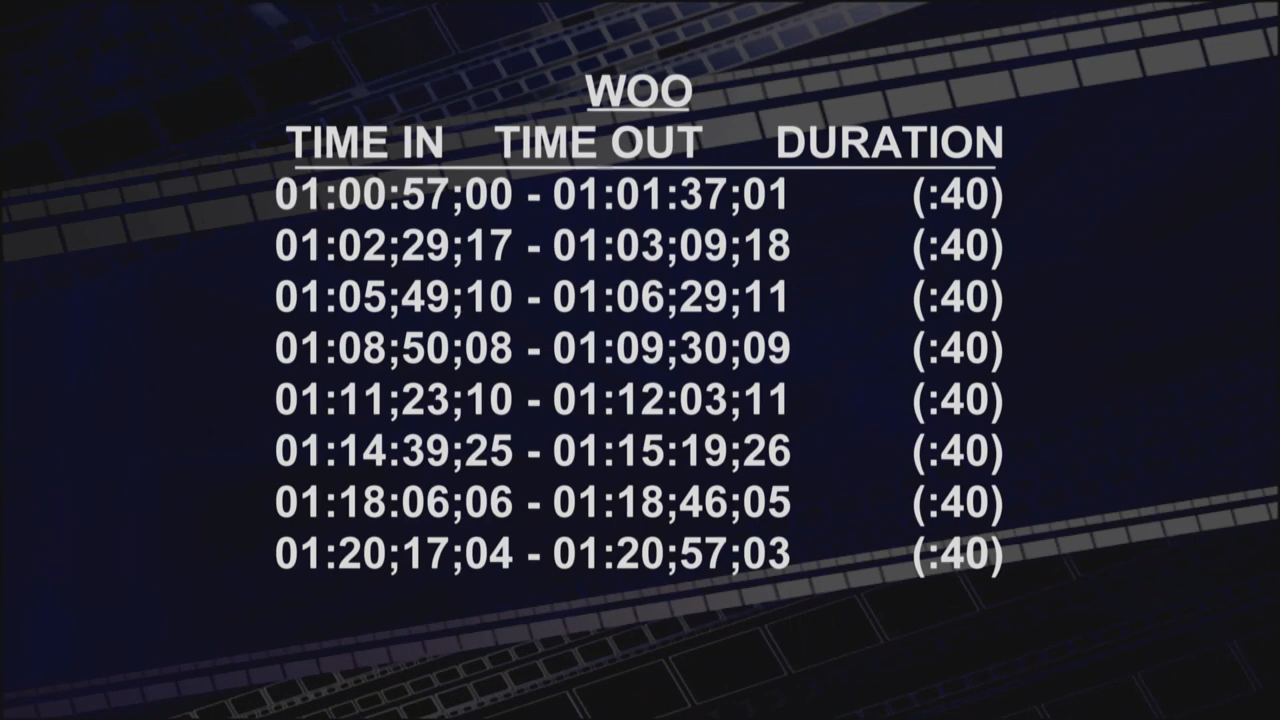 WOO
TIME IN TIME OUT DURATION
01:00:57;00 - 01:01:37;01 (:40)
01:02;29;17 - 01:03;09;18 (:40)
01:05;49;10 - 01:06;29;11 (:40)
01:08;50;08 - 01:09;30;09 (:40)
01:11;23;10 - 01:12:03;11 (:40)
01:14:39;25 - 01:15:19;26 (:40)
01:18:06;06 - 01:18;46;05 (:40)
01:20;17;04 - 01:20;57;03 (:40)